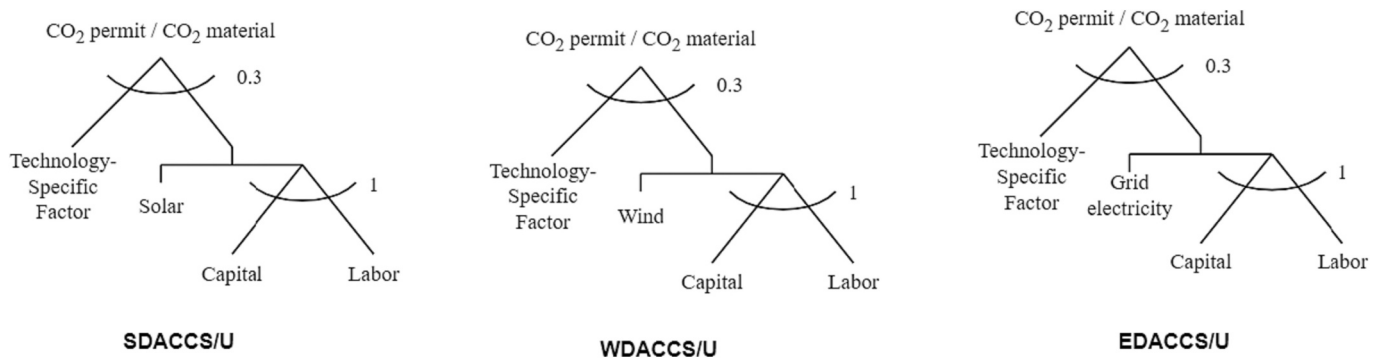 CO₂ permit / CO₂ material
0.3
Technology-
Specific
Factor
Solar
1
Capital
Labor
SDACCS/U
CO₂ permit / CO₂ material
0.3
Technology-
Specific
Factor
Wind
1
Capital
Labor
WDACCS/U
CO₂ permit / CO₂ material
0.3
Technology-
Specific
Factor
Grid
electricity
1
Capital
Labor
EDACCS/U